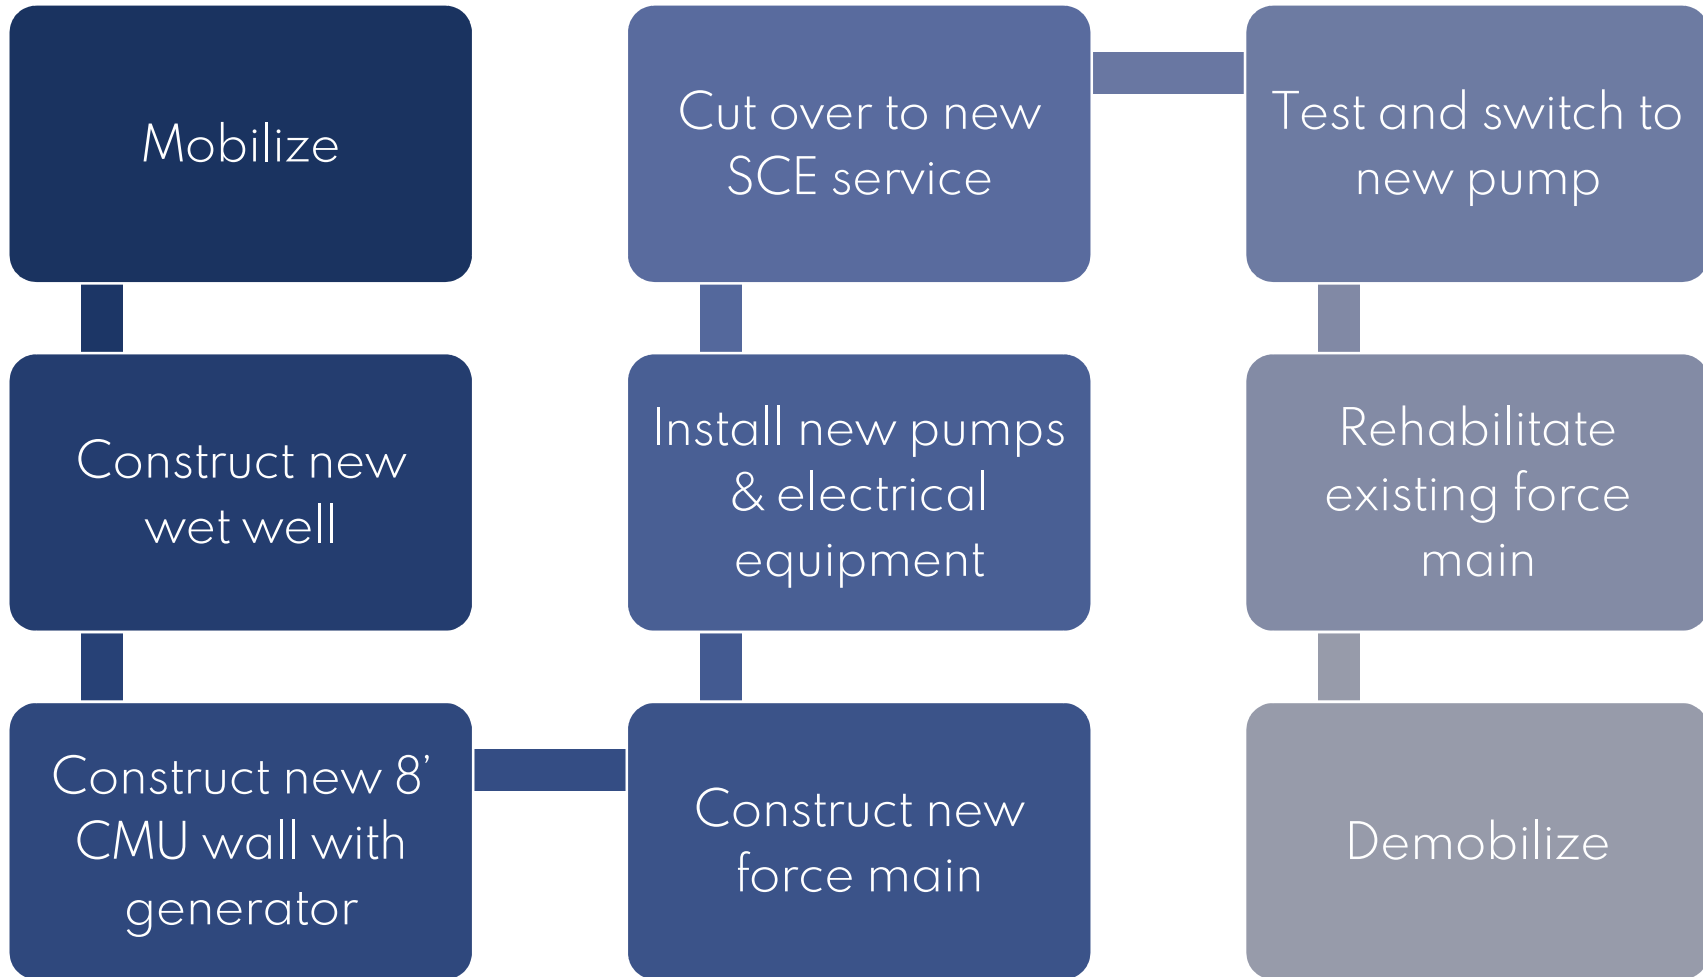 Mobilize
Construct new
wet well
Construct new 8’
CMU wall with
generator
Construct new
force main
Install new pumps
& electrical
equipment
Cut over to new
SCE service
Test and switch to
new pump
Rehabilitate
existing force
main
Demobilize